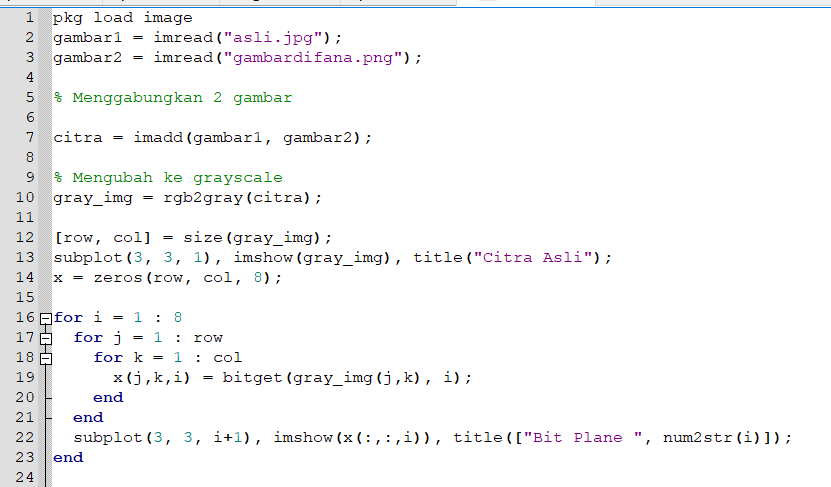 1 pkg load image
2 gambar1 = imread("asli.jpg");
3 gambar2 = imread("gambardifana.png");
4
5 % Menggabungkan 2 gambar
6
7 citra = imadd(gambar1, gambar2);
8
9 % Mengubah ke grayscale
10 gray_img = rgb2gray(citra);
11
12 [row, col] = size(gray_img);
13 subplot(3, 3, 1), imshow(gray_img), title("Citra Asli");
14 x = zeros(row, col, 8);
15
16 for i = 1 : 8
17   for j = 1 : row
18     for k = 1 : col
19       x(j,k,i) = bitget(gray_img(j,k), i);
20     end
21   end
22   subplot(3, 3, i+1), imshow(x(:,:,i)), title(["Bit Plane ", num2str(i)]);
23 end
24